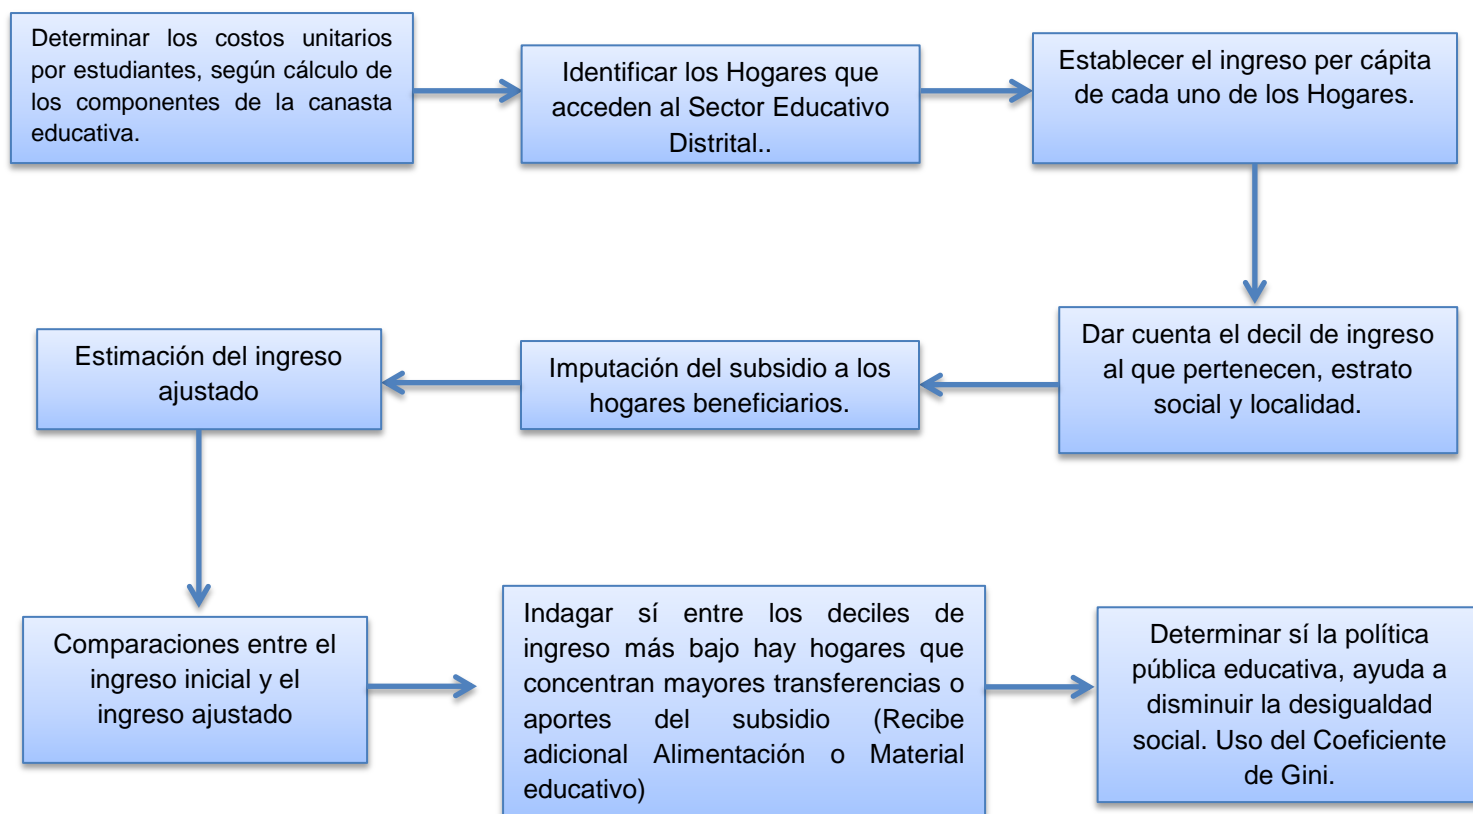 Determinar los costos unitarios
por estudiantes, según cálculo de
los componentes de la canasta
educativa.
Identificar los Hogares que
acceden al Sector Educativo
Distrital..
Establecer el ingreso per cápita
de cada uno de los Hogares.
Dar cuenta el decil de ingreso
al que pertenecen, estrato
social y localidad.
Imputación del subsidio a los
hogares beneficiarios.
Estimación del ingreso
ajustado
Comparaciones entre el
ingreso inicial y el
ingreso ajustado
Indagar sí entre los deciles de
ingreso más bajo hay hogares que
concentran mayores transferencias o
aportes del subsidio (Recibe
adicional Alimentación o Material
educativo)
Determinar sí la política
pública educativa, ayuda a
disminuir la desigualdad
social. Uso del Coeficiente
de Gini.